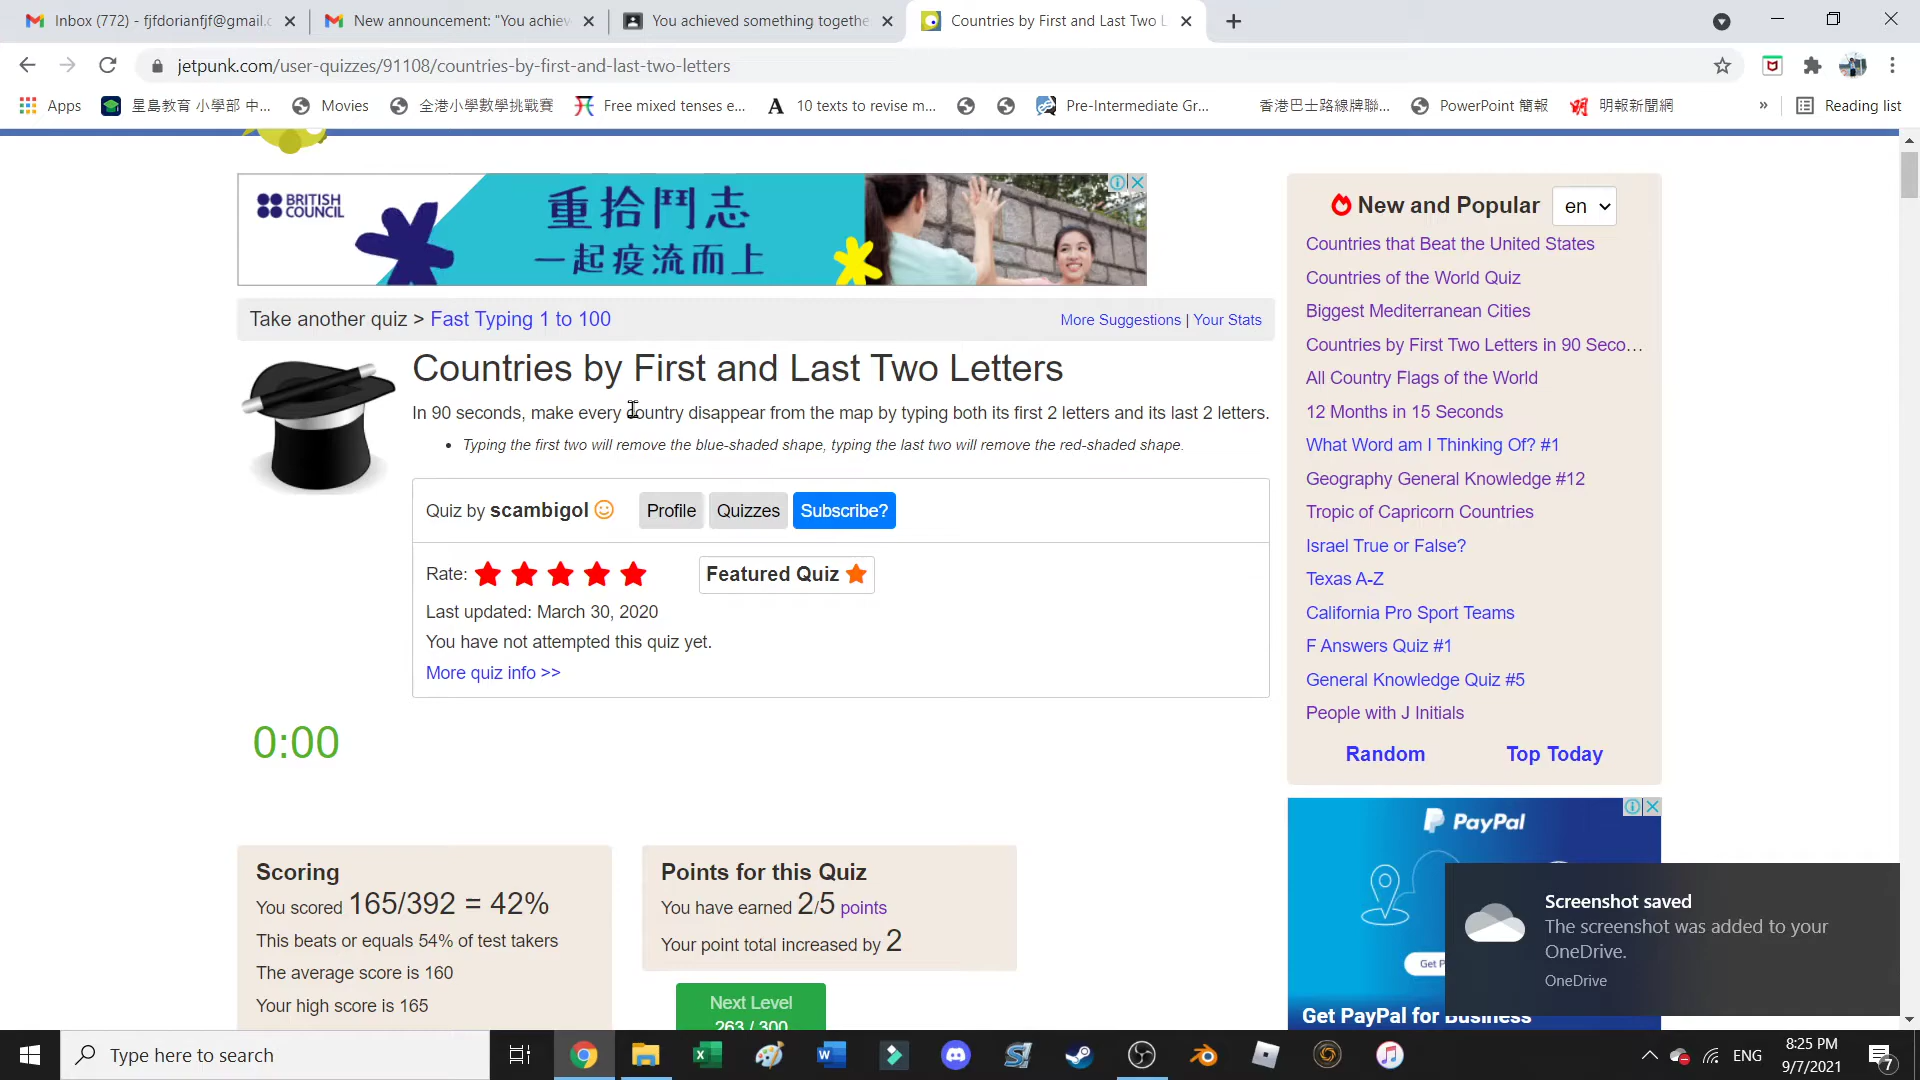 Inbox (772) - fjfdorianfjf@gmail.c
New announcement: "You achiev
You achieved something togethe
Countries by First and Last Two L
jetpunk.com/user-quizzes/91108/countries-by-first-and-last-two-letters
Apps
星島教育 小學部 中...
Movies
全港小學數學挑戰賽
Free mixed tenses e...
10 texts to revise m...
Pre-Intermediate Gr...
香港巴士路線牌聯...
PowerPoint 簡報
明報新聞網
»
Reading list
BRITISH COUNCIL
重拾鬥志
一起疫流而上
Take another quiz > Fast Typing 1 to 100
More Suggestions | Your Stats
Countries by First and Last Two Letters
In 90 seconds, make every country disappear from the map by typing both its first 2 letters and its last 2 letters.
• Typing the first two will remove the blue-shaded shape, typing the last two will remove the red-shaded shape.
Quiz by scambigol
Profile
Quizzes
Subscribe?
Rate:
Featured Quiz
Last updated: March 30, 2020
You have not attempted this quiz yet.
More quiz info >>
0:00
Scoring
You scored 165/392 = 42%
This beats or equals 54% of test takers
The average score is 160
Your high score is 165
Points for this Quiz
You have earned 2/5 points
Your point total increased by 2
Next Level
263 / 300
New and Popular
en
Countries that Beat the United States
Countries of the World Quiz
Biggest Mediterranean Cities
Countries by First Two Letters in 90 Seco...
All Country Flags of the World
12 Months in 15 Seconds
What Word am I Thinking Of? #1
Geography General Knowledge #12
Tropic of Capricorn Countries
Israel True or False?
Texas A-Z
California Pro Sport Teams
F Answers Quiz #1
General Knowledge Quiz #5
People with J Initials
Random
Top Today
PayPal
Get P
Get PayPal for Business
Screenshot saved
The screenshot was added to your
OneDrive.
OneDrive
Type here to search
ENG
8:25 PM
9/7/2021
7